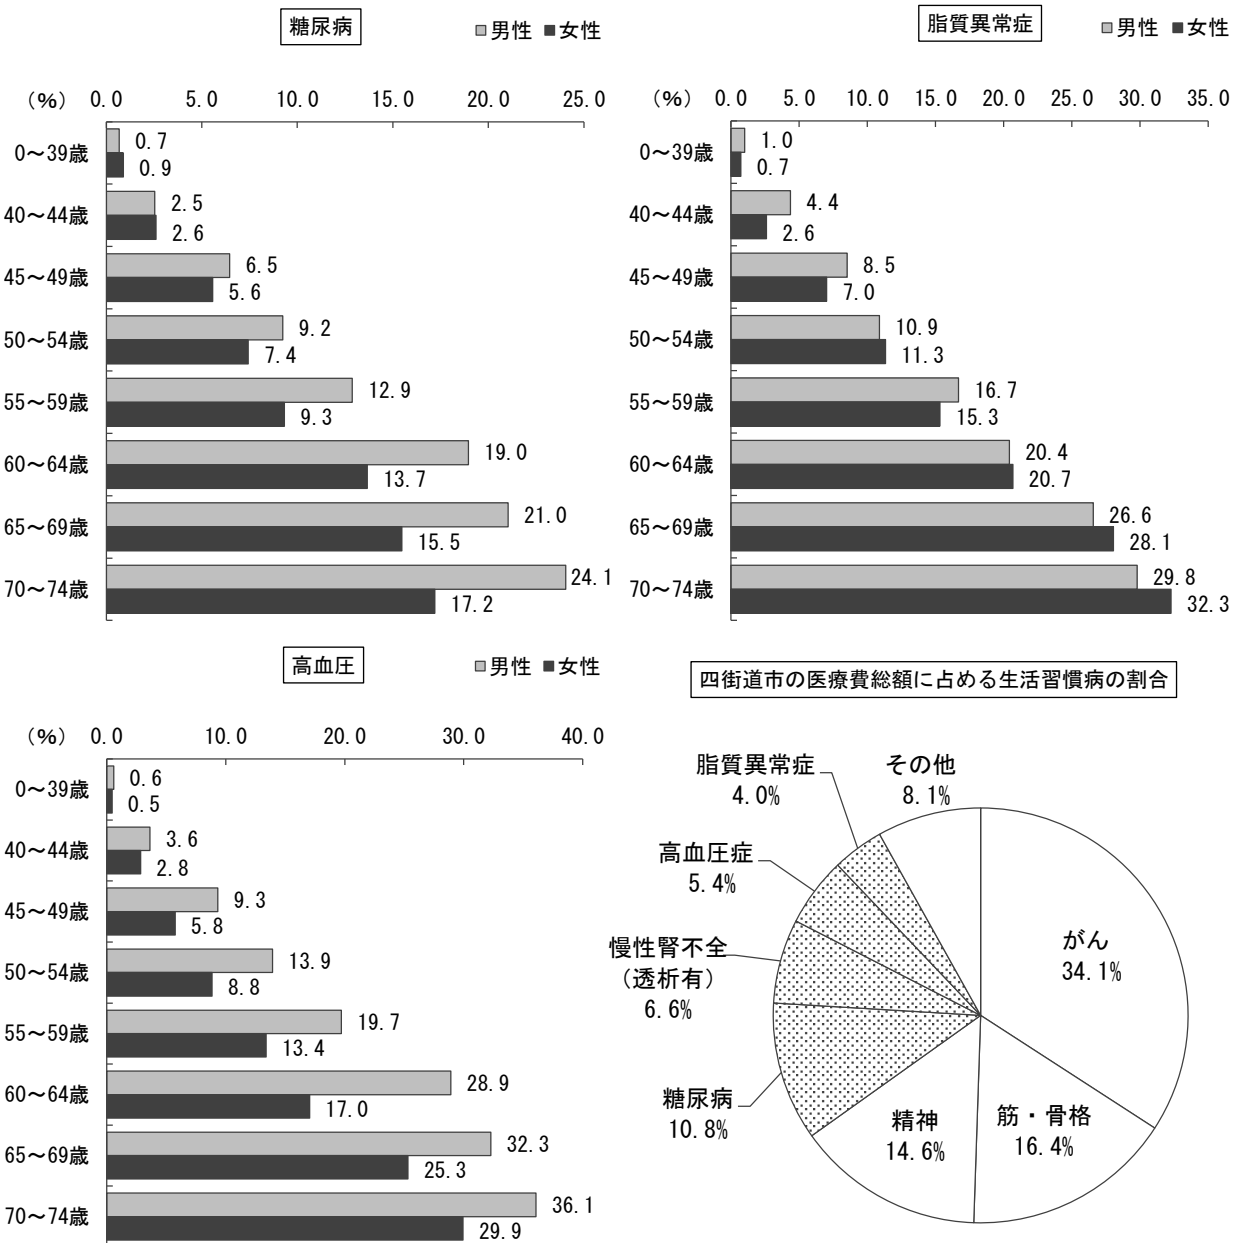 糖尿病
男性 女性
(%) 0.0 5.0 10.0 15.0 20.0 25.0
0～39歳 0.7
0.9
40～44歳 2.5
2.6
45～49歳 6.5
5.6
50～54歳 9.2
7.4
55～59歳 12.9
9.3
60～64歳 19.0
13.7
65～69歳 21.0
15.5
70～74歳 24.1
17.2
脂質異常症
男性 女性
(%) 0.0 5.0 10.0 15.0 20.0 25.0 30.0 35.0
0～39歳 1.0
0.7
40～44歳 4.4
2.6
45～49歳 8.5
7.0
50～54歳 10.9
11.3
55～59歳 16.7
15.3
60～64歳 20.4
20.7
65～69歳 26.6
28.1
70～74歳 29.8
32.3
高血圧
男性 女性
(%) 0.0 10.0 20.0 30.0 40.0
0～39歳 0.6
0.5
40～44歳 3.6
2.8
45～49歳 9.3
5.8
50～54歳 13.9
8.8
55～59歳 19.7
13.4
60～64歳 28.9
17.0
65～69歳 32.3
25.3
70～74歳 36.1
29.9
四街道市の医療費総額に占める生活習慣病の割合
がん
34.1%
筋・骨格
16.4%
精神
14.6%
糖尿病
10.8%
慢性腎不全
（透析有）
6.6%
高血圧症
5.4%
脂質異常症
4.0%
その他
8.1%